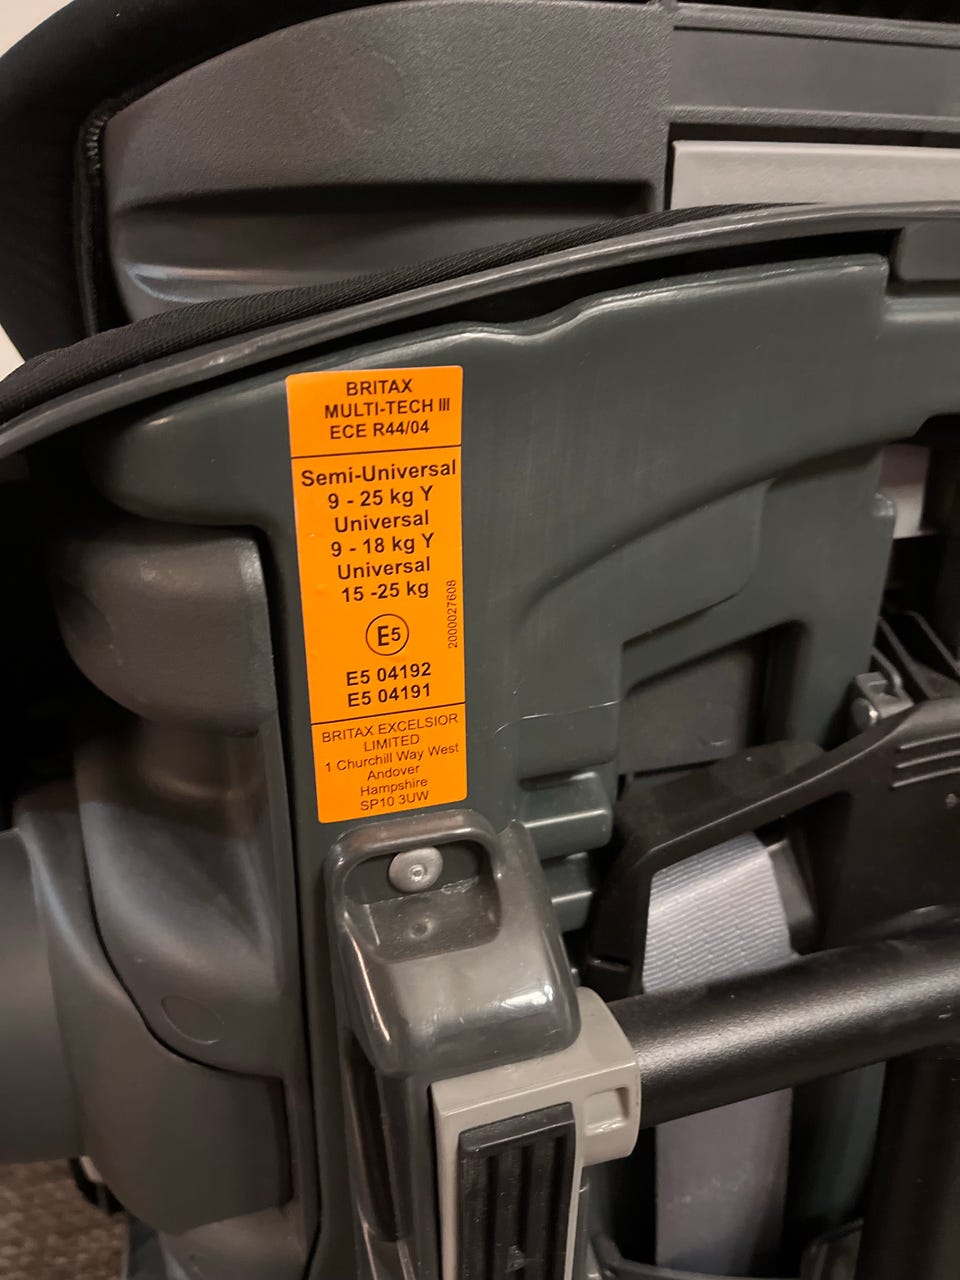 BRITAX
MULTI-TECH III
ECE R44/04
Semi-Universal
9 - 25 kg Y
Universal
9 - 18 kg Y
Universal
15 -25 kg
E5
2000027608
E5 04192
E5 04191
BRITAX EXCELSIOR
LIMITED
1 Churchill Way West
Andover
Hampshire
SP10 3UW